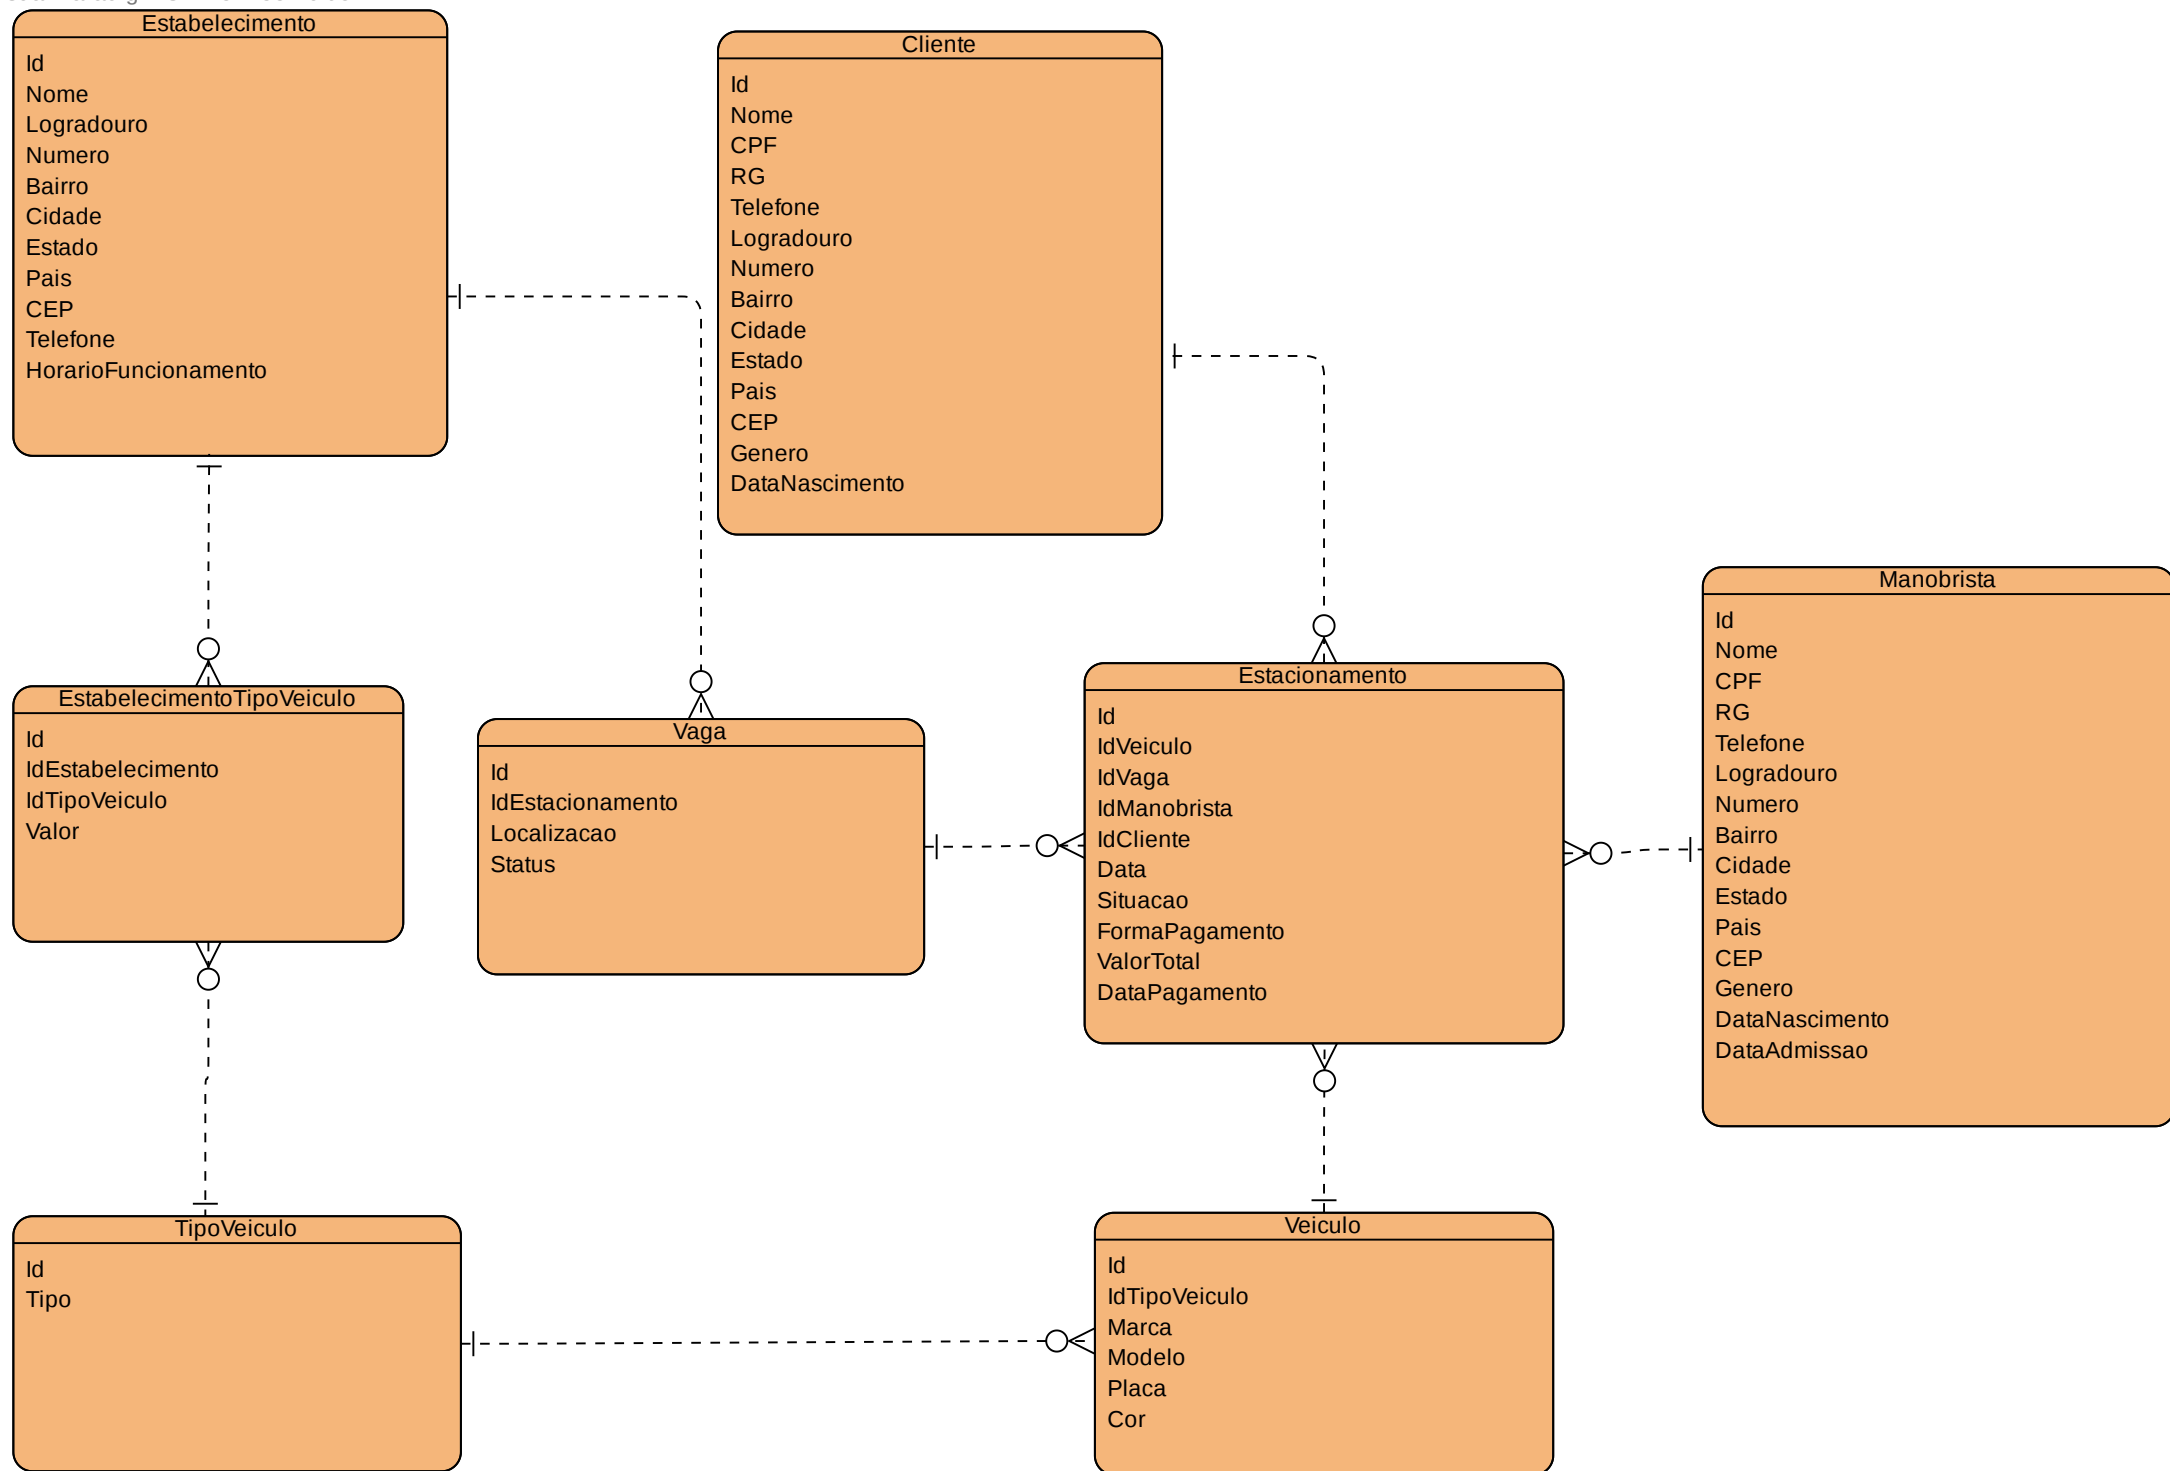 Estabelecimento
Id
Nome
Logradouro
Numero
Bairro
Cidade
Estado
Pais
CEP
Telefone
HorarioFuncionamento
Cliente
Id
Nome
CPF
RG
Telefone
Logradouro
Numero
Bairro
Cidade
Estado
Pais
CEP
Genero
DataNascimento
Manobrista
Id
Nome
CPF
RG
Telefone
Logradouro
Numero
Bairro
Cidade
Estado
Pais
CEP
Genero
DataNascimento
DataAdmissao
EstabelecimentoTipoVeiculo
Id
IdEstabelecimento
IdTipoVeiculo
Valor
Vaga
Id
IdEstacionamento
Localizacao
Status
Estacionamento
Id
IdVeiculo
IdVaga
IdManobrista
IdCliente
Data
Situacao
FormaPagamento
ValorTotal
DataPagamento
TipoVeiculo
Id
Tipo
Veiculo
Id
IdTipoVeiculo
Marca
Modelo
Placa
Cor